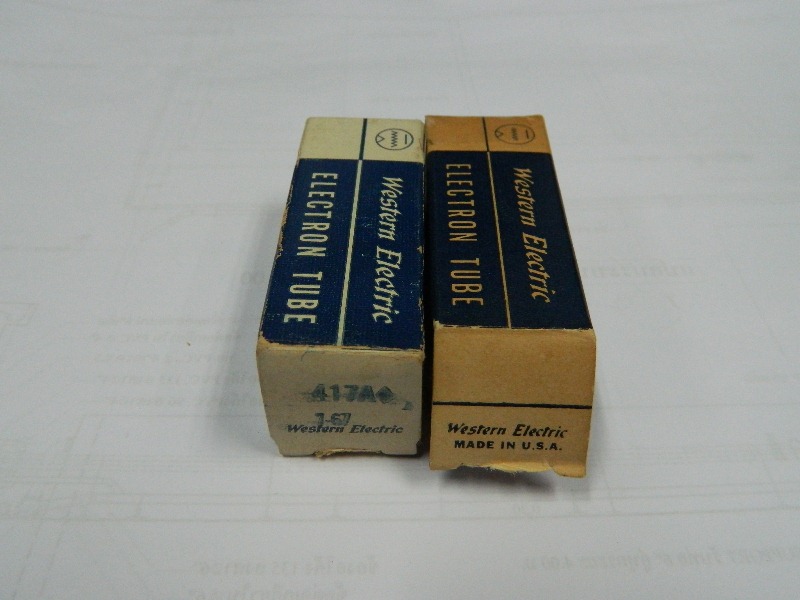 Western Electric
ELECTRON TUBE
417A
1-67
Western Electric
Western Electric
ELECTRON TUBE
Western Electric
MADE IN U.S.A.